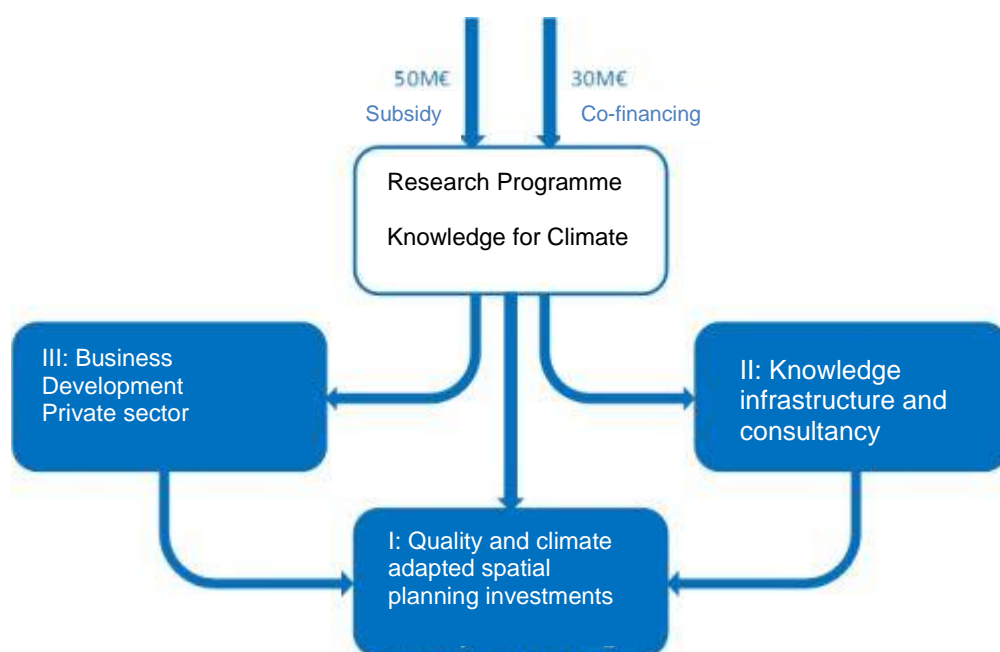 50M€
30M€
Subsidy
Co-financing
Research Programme
Knowledge for Climate
III: Business
Development
Private sector
II: Knowledge
infrastructure and
consultancy
I: Quality and climate
adapted spatial
planning investments